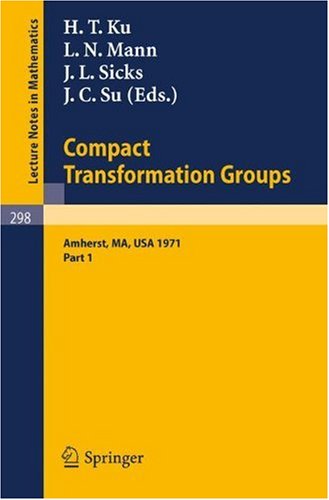 H. T. Ku
L. N. Mann
J. L. Sicks
J. C. Su (Eds.)
Lecture Notes in Mathematics
298
Compact
Transformation Groups
Amherst, MA, USA 1971
Part 1
Springer